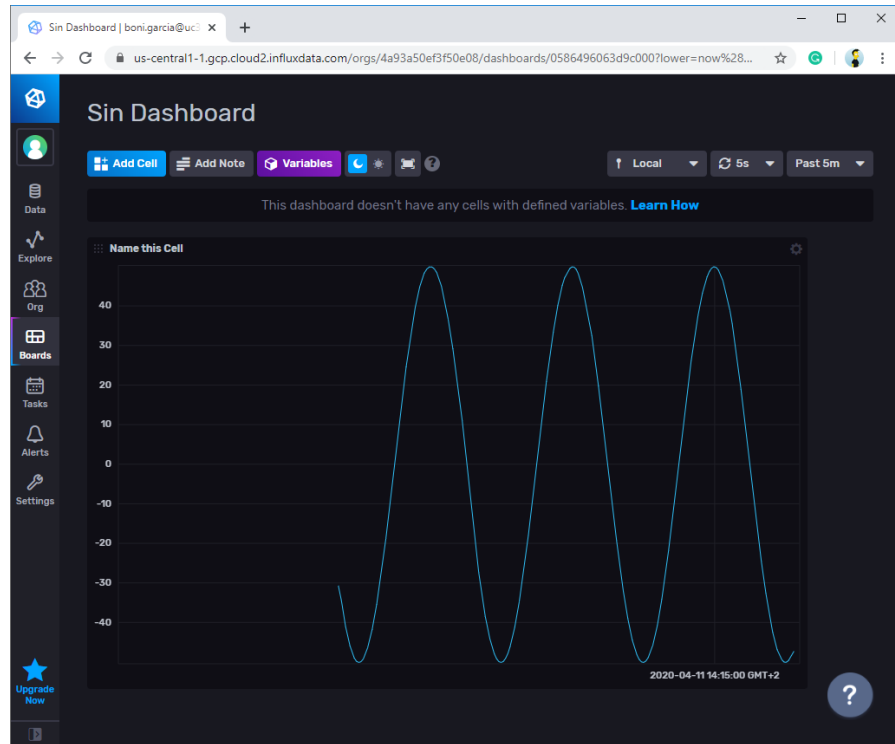 Sin Dashboard | boni.garcia@uc3
us-central1-1.gcp.cloud2.influxdata.com/orgs/4a93a50ef3f50e08/dashboards/0586496063d9c000?lower=now%28...
Sin Dashboard
Add Cell
Add Note
Variables
?
Local
5s
Past 5m
This dashboard doesn't have any cells with defined variables. Learn How
Data
Explore
Org
Boards
Tasks
Alerts
Settings
Upgrade
Now
Name this Cell
40
30
20
10
0
-10
-20
-30
-40
2020-04-11 14:15:00 GMT+2
?